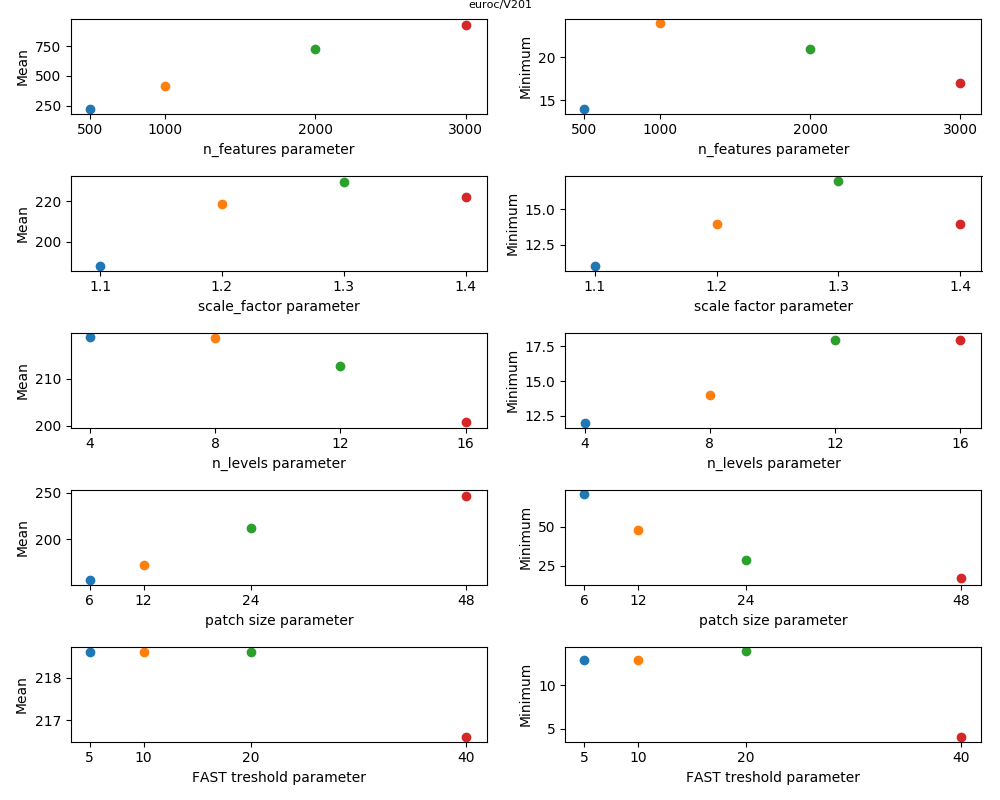 euroc/V201
Mean
750
500
250
500 1000 2000 3000
n_features parameter
Minimum
20
15
500 1000 2000 3000
n_features parameter
Mean
220
200
1.1 1.2 1.3 1.4
scale_factor parameter
Minimum
15.0
12.5
1.1 1.2 1.3 1.4
scale factor parameter
Mean
210
200
4 8 12 16
n_levels parameter
Minimum
17.5
15.0
12.5
4 8 12 16
n_levels parameter
Mean
250
200
6 12 24 48
patch size parameter
Minimum
50
25
6 12 24 48
patch size parameter
Mean
218
217
5 10 20 40
FAST treshold parameter
Minimum
10
5
5 10 20 40
FAST treshold parameter